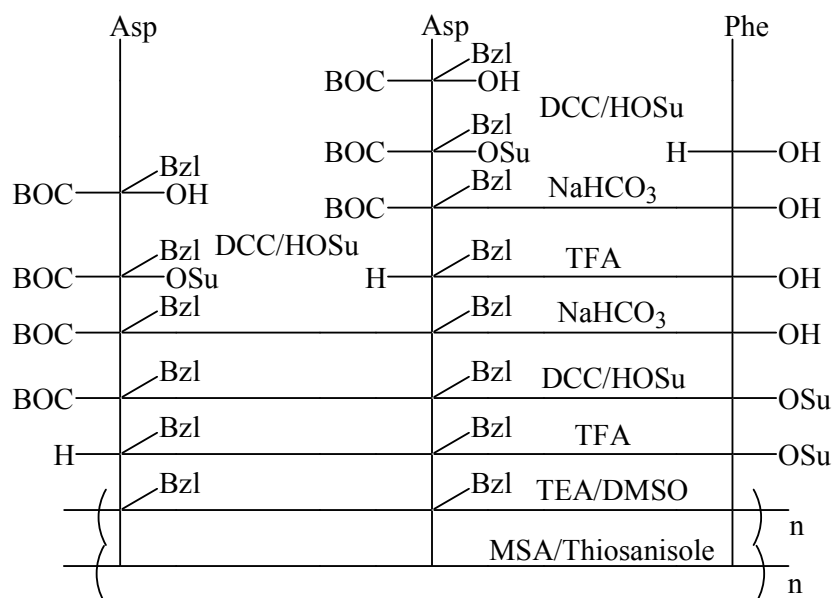 Asp Asp Phe
Bzl
BOC OH
DCC/HOSu
Bzl
BOC OSu H OH
Bzl Bzl NaHCO3
BOC OH BOC OH
Bzl DCC/HOSu Bzl TFA
BOC OSu H OH
Bzl Bzl NaHCO3
BOC OH
Bzl Bzl DCC/HOSu
BOC OSu
Bzl Bzl TFA
H OSu
Bzl Bzl TEA/DMSO
n
MSA/Thiosanisole
n